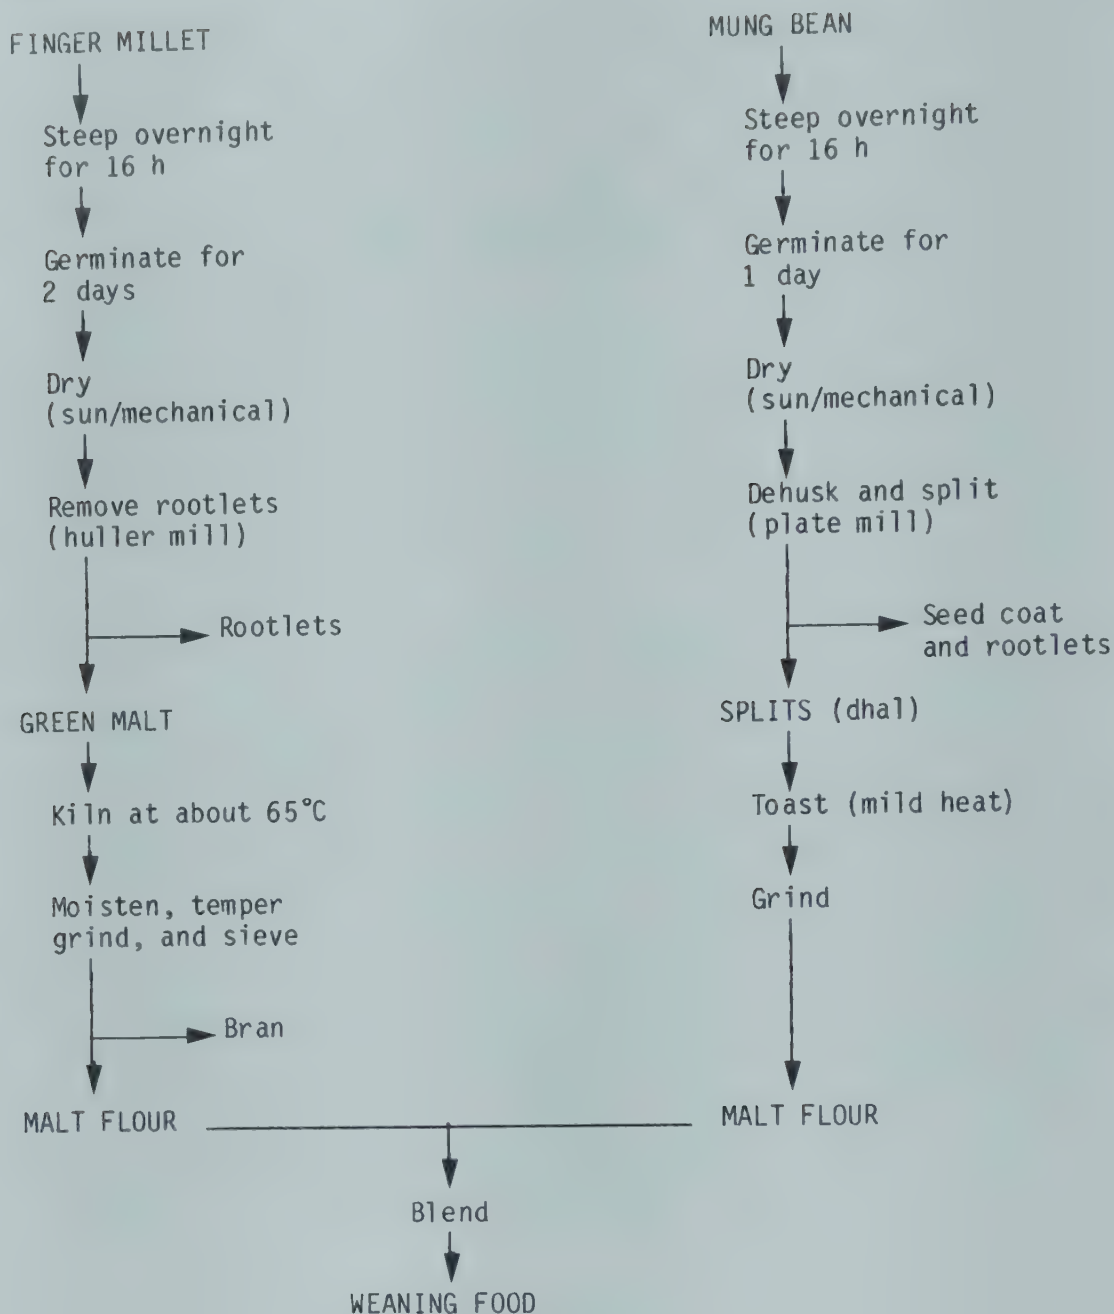 FINGER MILLET
Steep overnight
for 16 h
Germinate for
2 days
Dry
(sun/mechanical)
Remove rootlets
(huller mill)
Rootlets
GREEN MALT
Kiln at about 65°C
Moisten, temper
grind, and sieve
Bran
MALT FLOUR
MUNG BEAN
Steep overnight
for 16 h
Germinate for
1 day
Dry
(sun/mechanical)
Dehusk and split
(plate mill)
Seed coat
and rootlets
SPLITS (dhal)
Toast (mild heat)
Grind
MALT FLOUR
Blend
WEANING FOOD